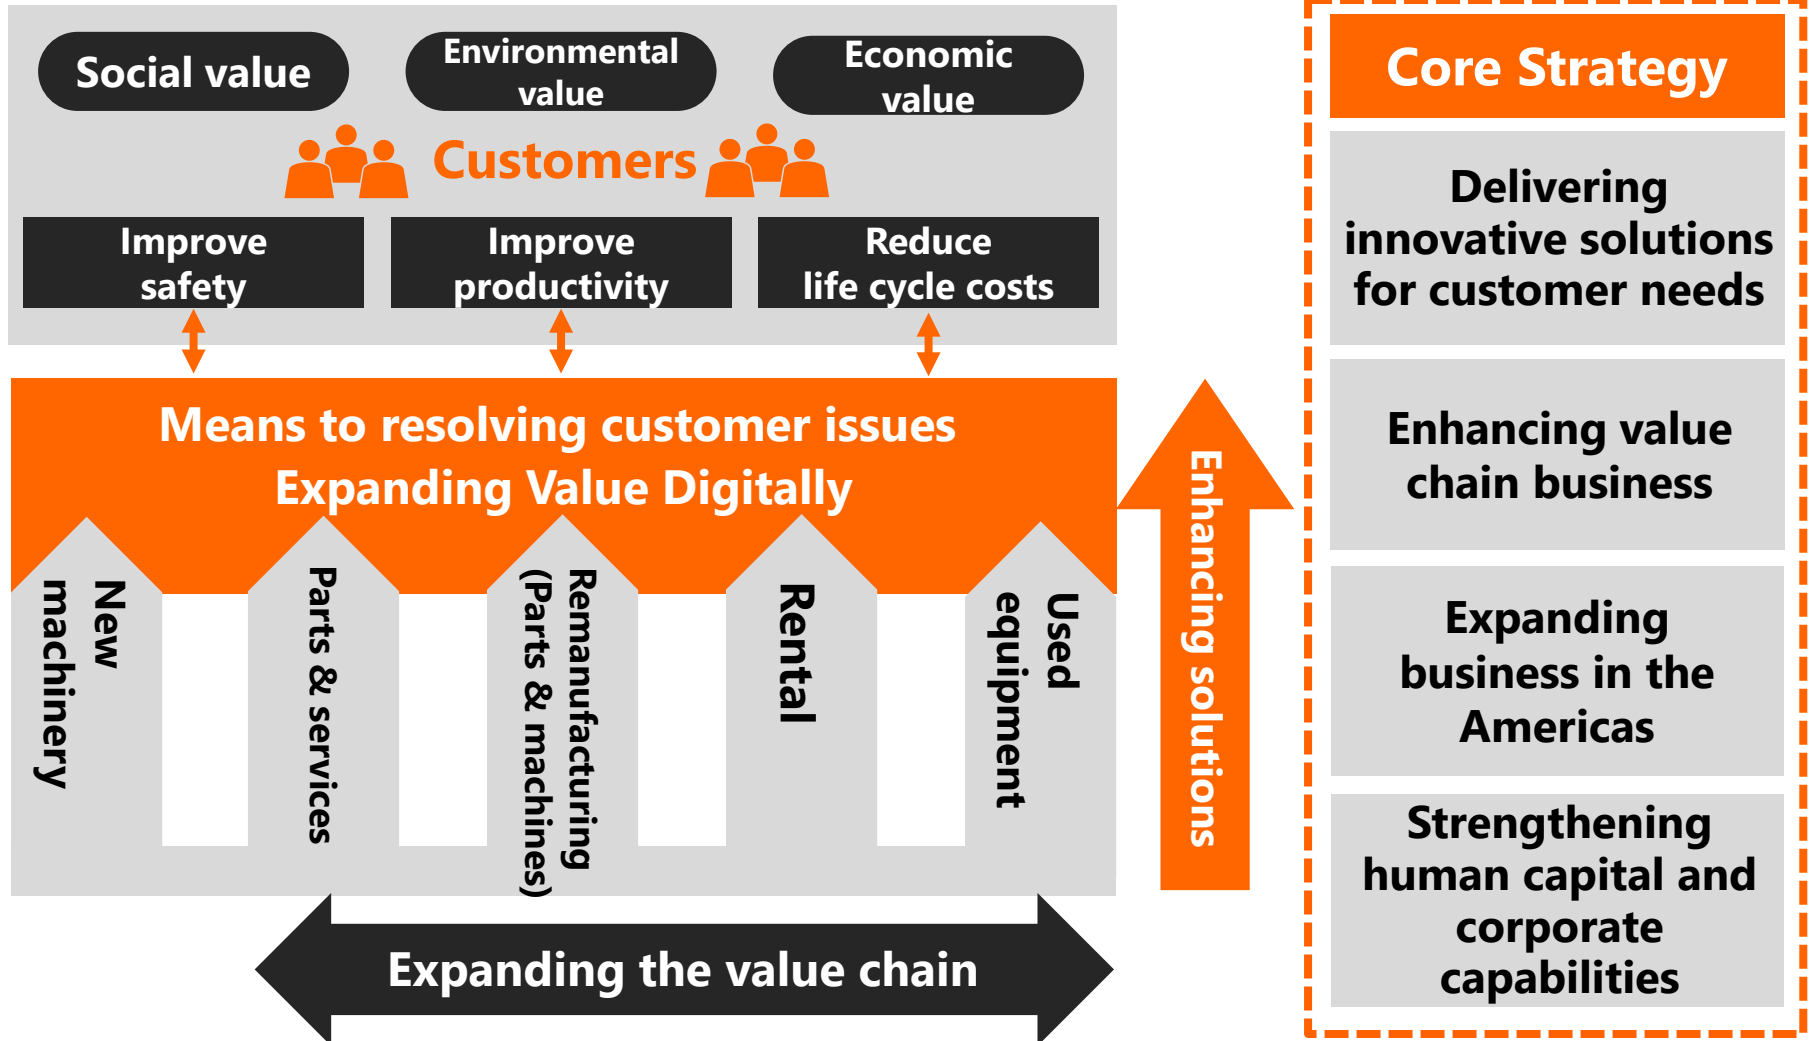 Social value
Environmental
value
Economic
value
Customers
Improve
safety
Improve
productivity
Reduce
life cycle costs
Means to resolving customer issues
Expanding Value Digitally
New
machinery
Parts & services
Remanufacturing
(Parts & machines)
Rental
Used
equipment
Expanding the value chain
Enhancing solutions
Core Strategy
Delivering
innovative solutions
for customer needs
Enhancing value
chain business
Expanding
business in the
Americas
Strengthening
human capital and
corporate
capabilities